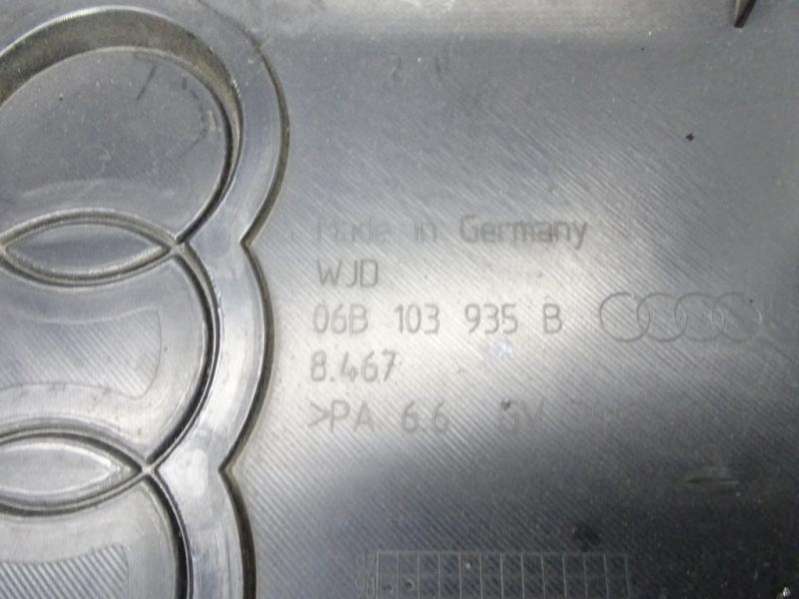 Made in Germany
WJD
06B 103 935 B
8.467
>PA 6.6